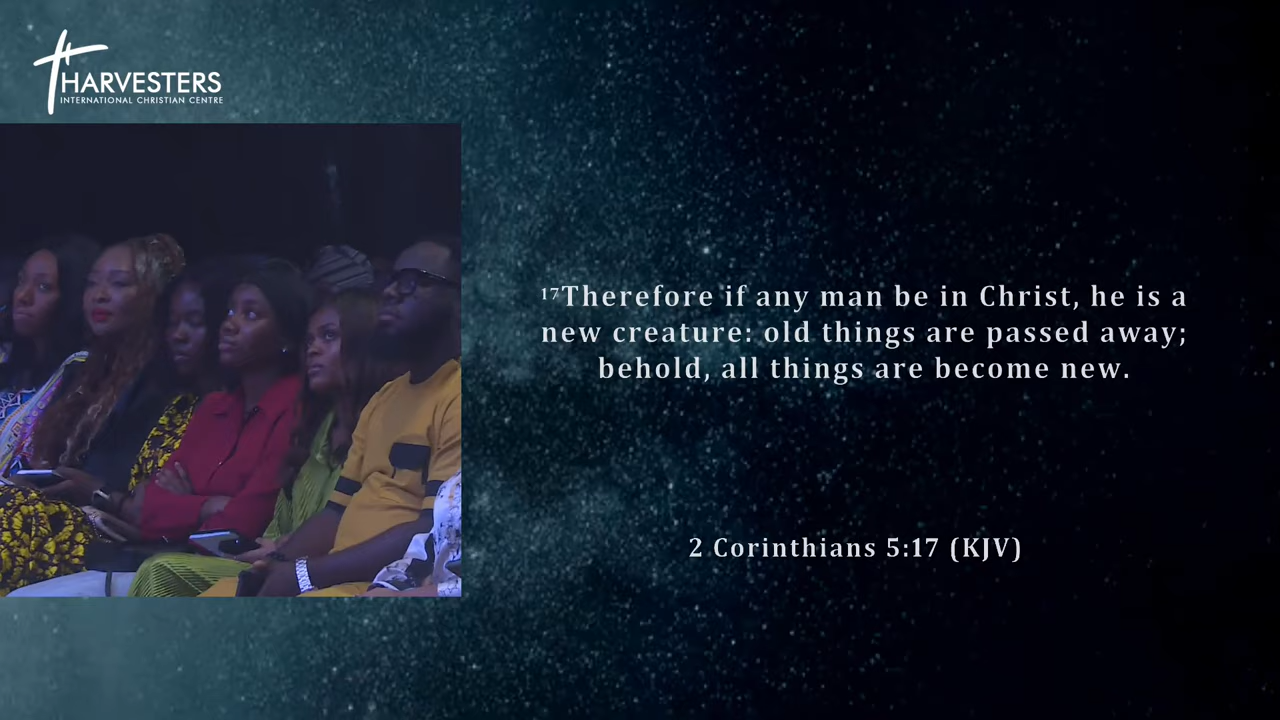 HARVESTERS
INTERNATIONAL CHRISTIAN CENTRE
17Therefore if any man be in Christ, he is a
new creature: old things are passed away;
behold, all things are become new.
2 Corinthians 5:17 (KJV)